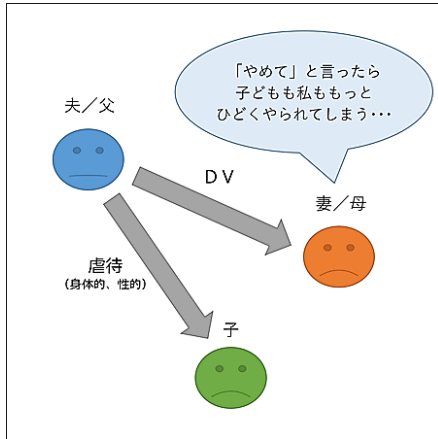 「やめて」と言ったら
子どもも私ももっと
ひどくやられてしまう･･･
夫／父
ＤＶ
妻／母
虐待
（身体的、性的）
子